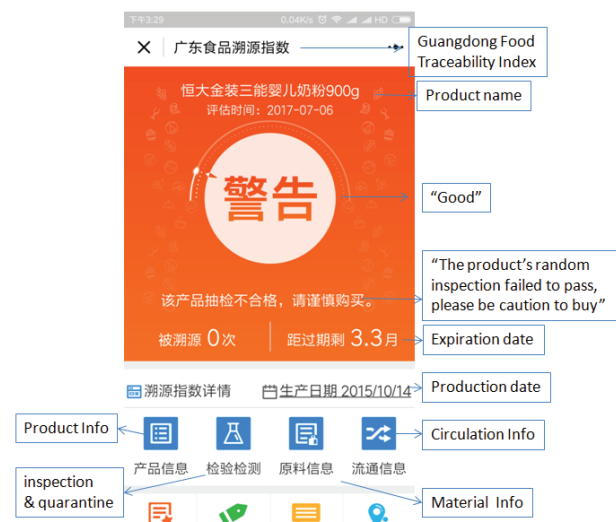 下午3:29
0.04K/s
HD
广东食品溯源指数
Guangdong Food
Traceability Index
恒大金装三能婴儿奶粉900g
Product name
评估时间：2017-07-06
警告
“Good”
“The product's random
inspection failed to pass,
please be caution to buy”
该产品抽检不合格，请谨慎购买。
被溯源 0次
距过期剩 3.3月
Expiration date
溯源指数详情
生产日期 2015/10/14
Production date
Product Info
Circulation Info
产品信息
检验检测
原料信息
流通信息
inspection
& quarantine
Material Info